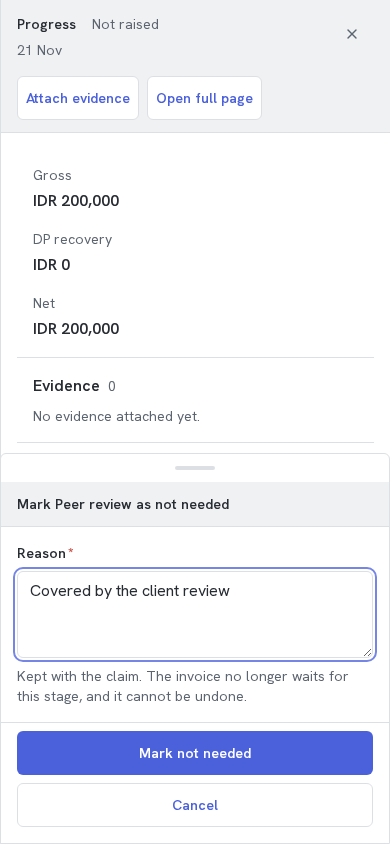 Progress Not raised
21 Nov
Attach evidence Open full page
Gross
IDR 200,000
DP recovery
IDR 0
Net
IDR 200,000
Evidence 0
No evidence attached yet.
Mark Peer review as not needed
Reason*
Covered by the client review
Kept with the claim. The invoice no longer waits for
this stage, and it cannot be undone.
Mark not needed
Cancel